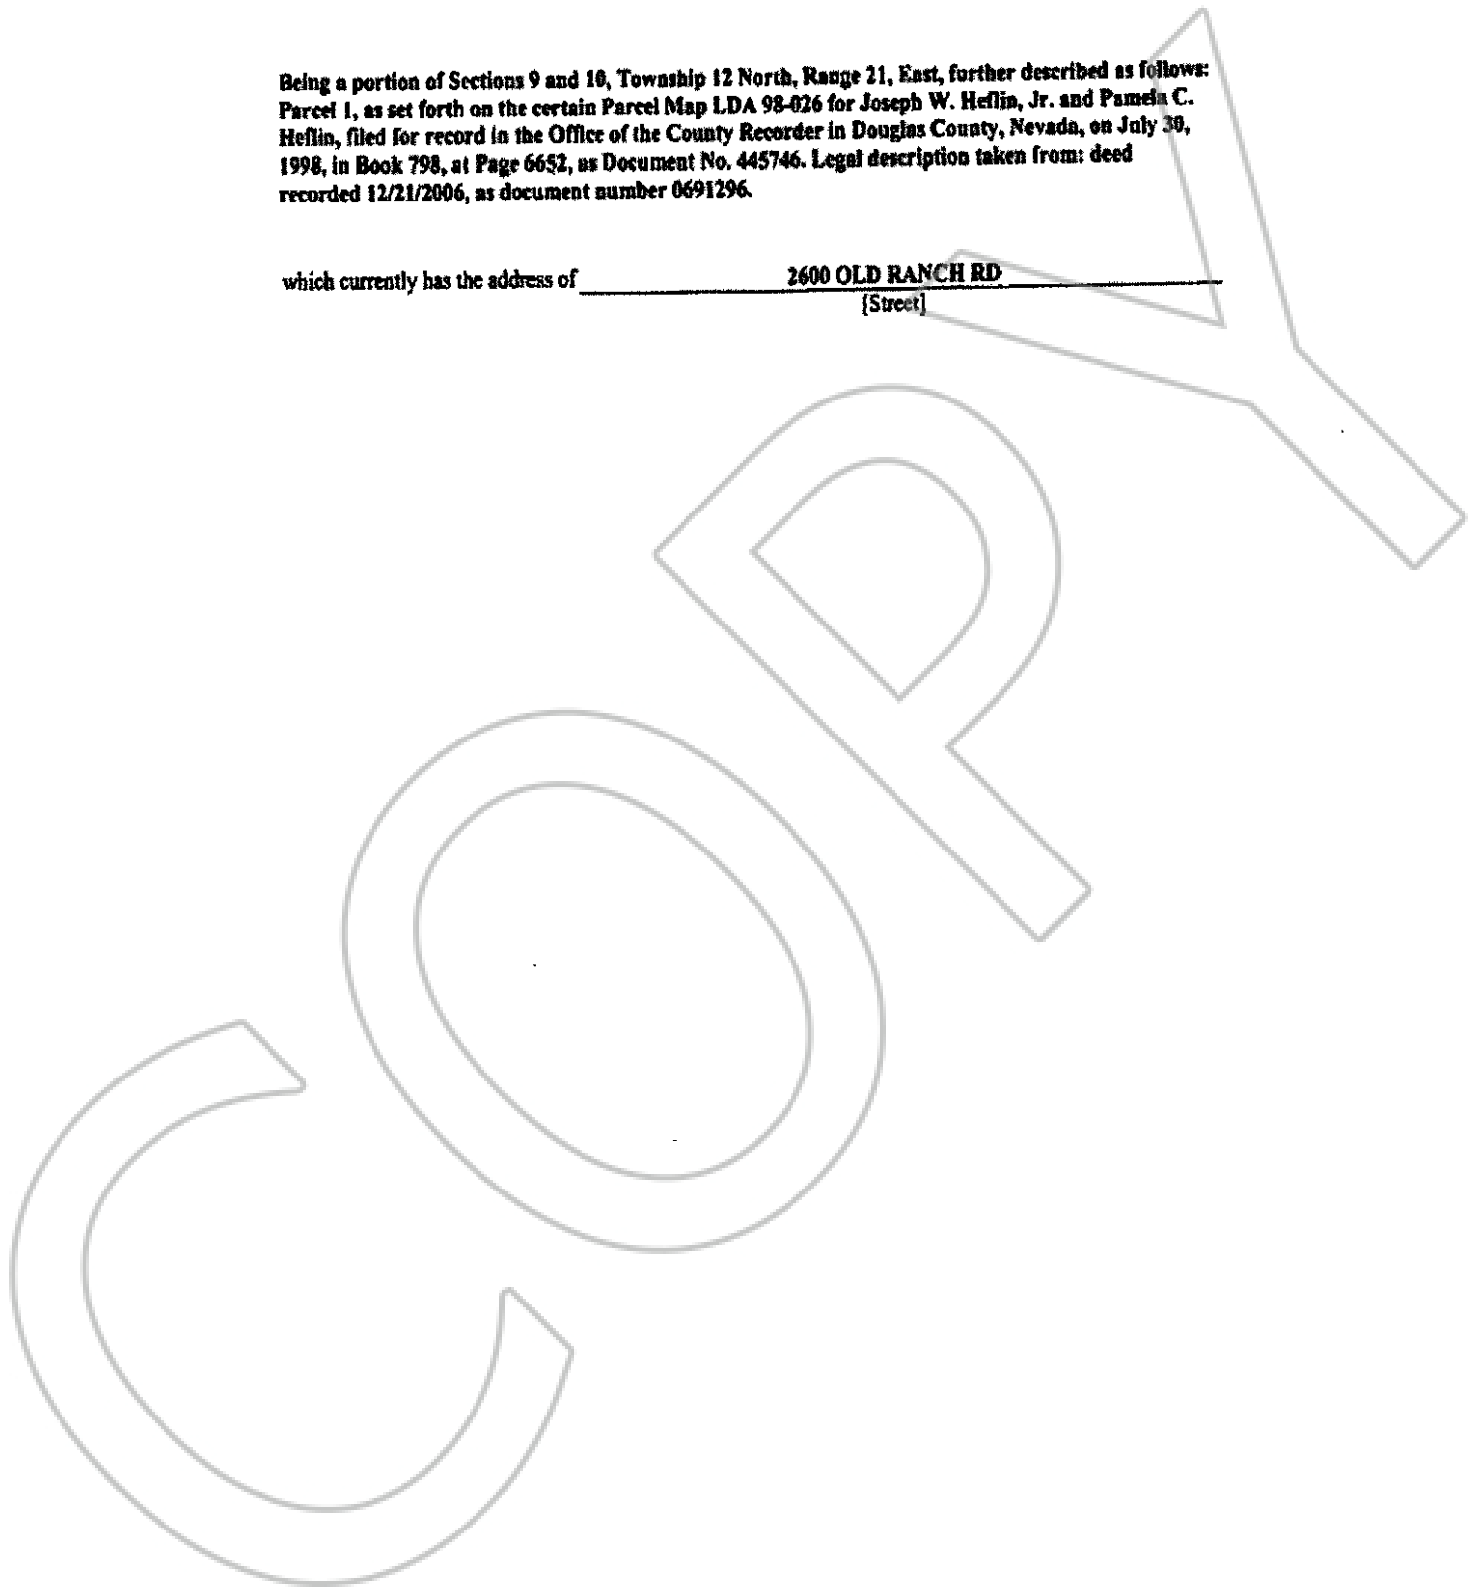 Being a portion of Sections 9 and 10, Township 12 North, Range 21, East, further described as follows:
Parcel 1, as set forth on the certain Parcel Map LDA 98-026 for Joseph W. Heflin, Jr. and Pamela C.
Heflin, filed for record in the Office of the County Recorder in Douglas County, Nevada, on July 30,
1998, in Book 798, at Page 6652, as Document No. 445746. Legal description taken from: deed
recorded 12/21/2006, as document number 0691296.
which currently has the address of 2600 OLD RANCH RD
[Street]
COPY